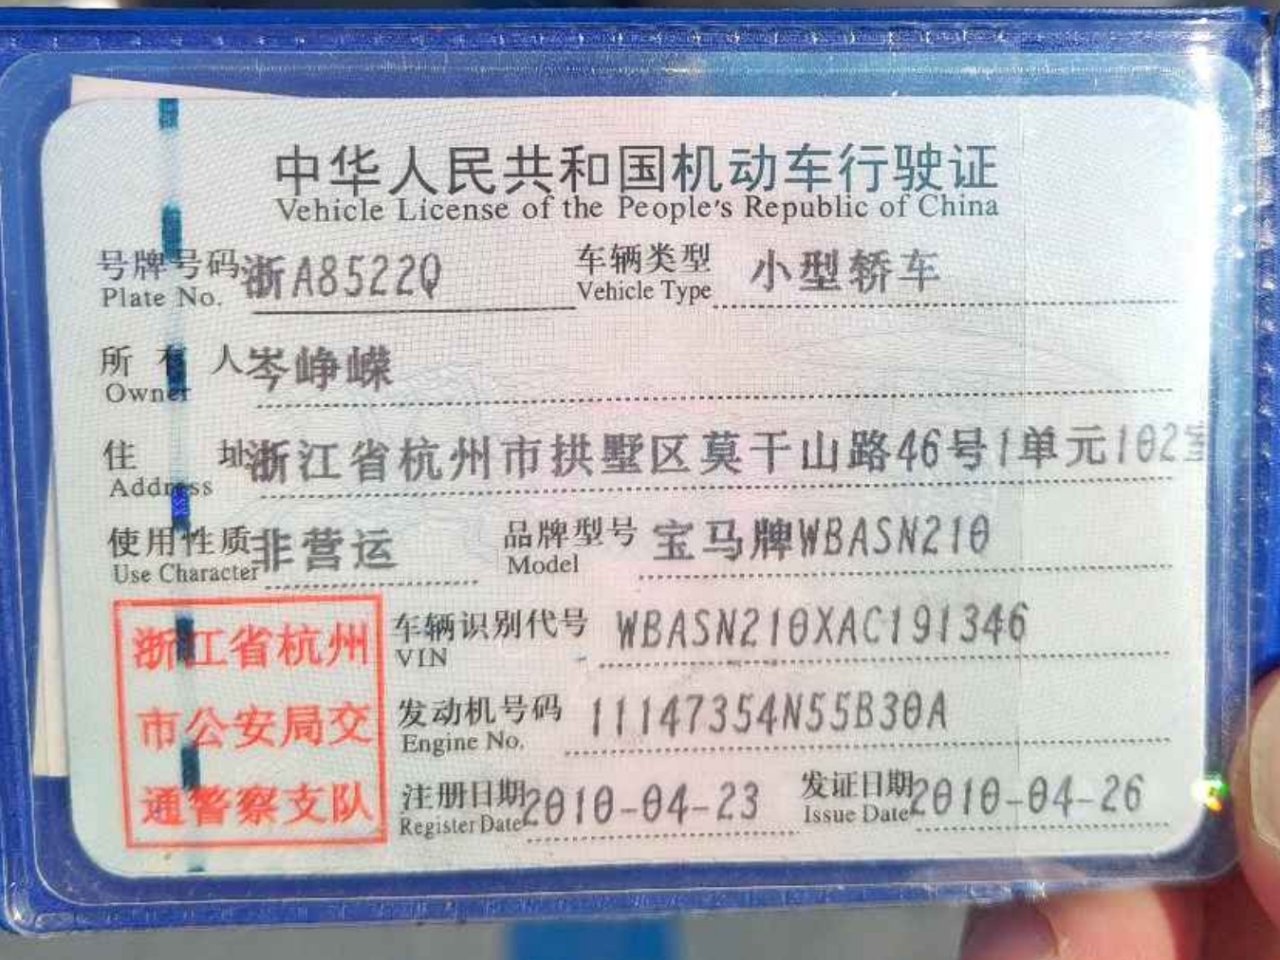 中华人民共和国机动车行驶证
Vehicle License of the People's Republic of China
号牌号码 浙A8522Q 车辆类型 小型轿车
Plate No. Vehicle Type
所有人 岑峥嵘
Owner
住址 浙江省杭州市拱墅区莫干山路46号1单元102室
Address
使用性质 非营运 品牌型号 宝马牌WBASN210
Use Character Model
浙江省杭州
市公安局交
通警察支队
车辆识别代号 WBASN210XAC191346
VIN
发动机号码 11147354N55B30A
Engine No.
注册日期 2010-04-23 发证日期 2010-04-26
Register Date Issue Date